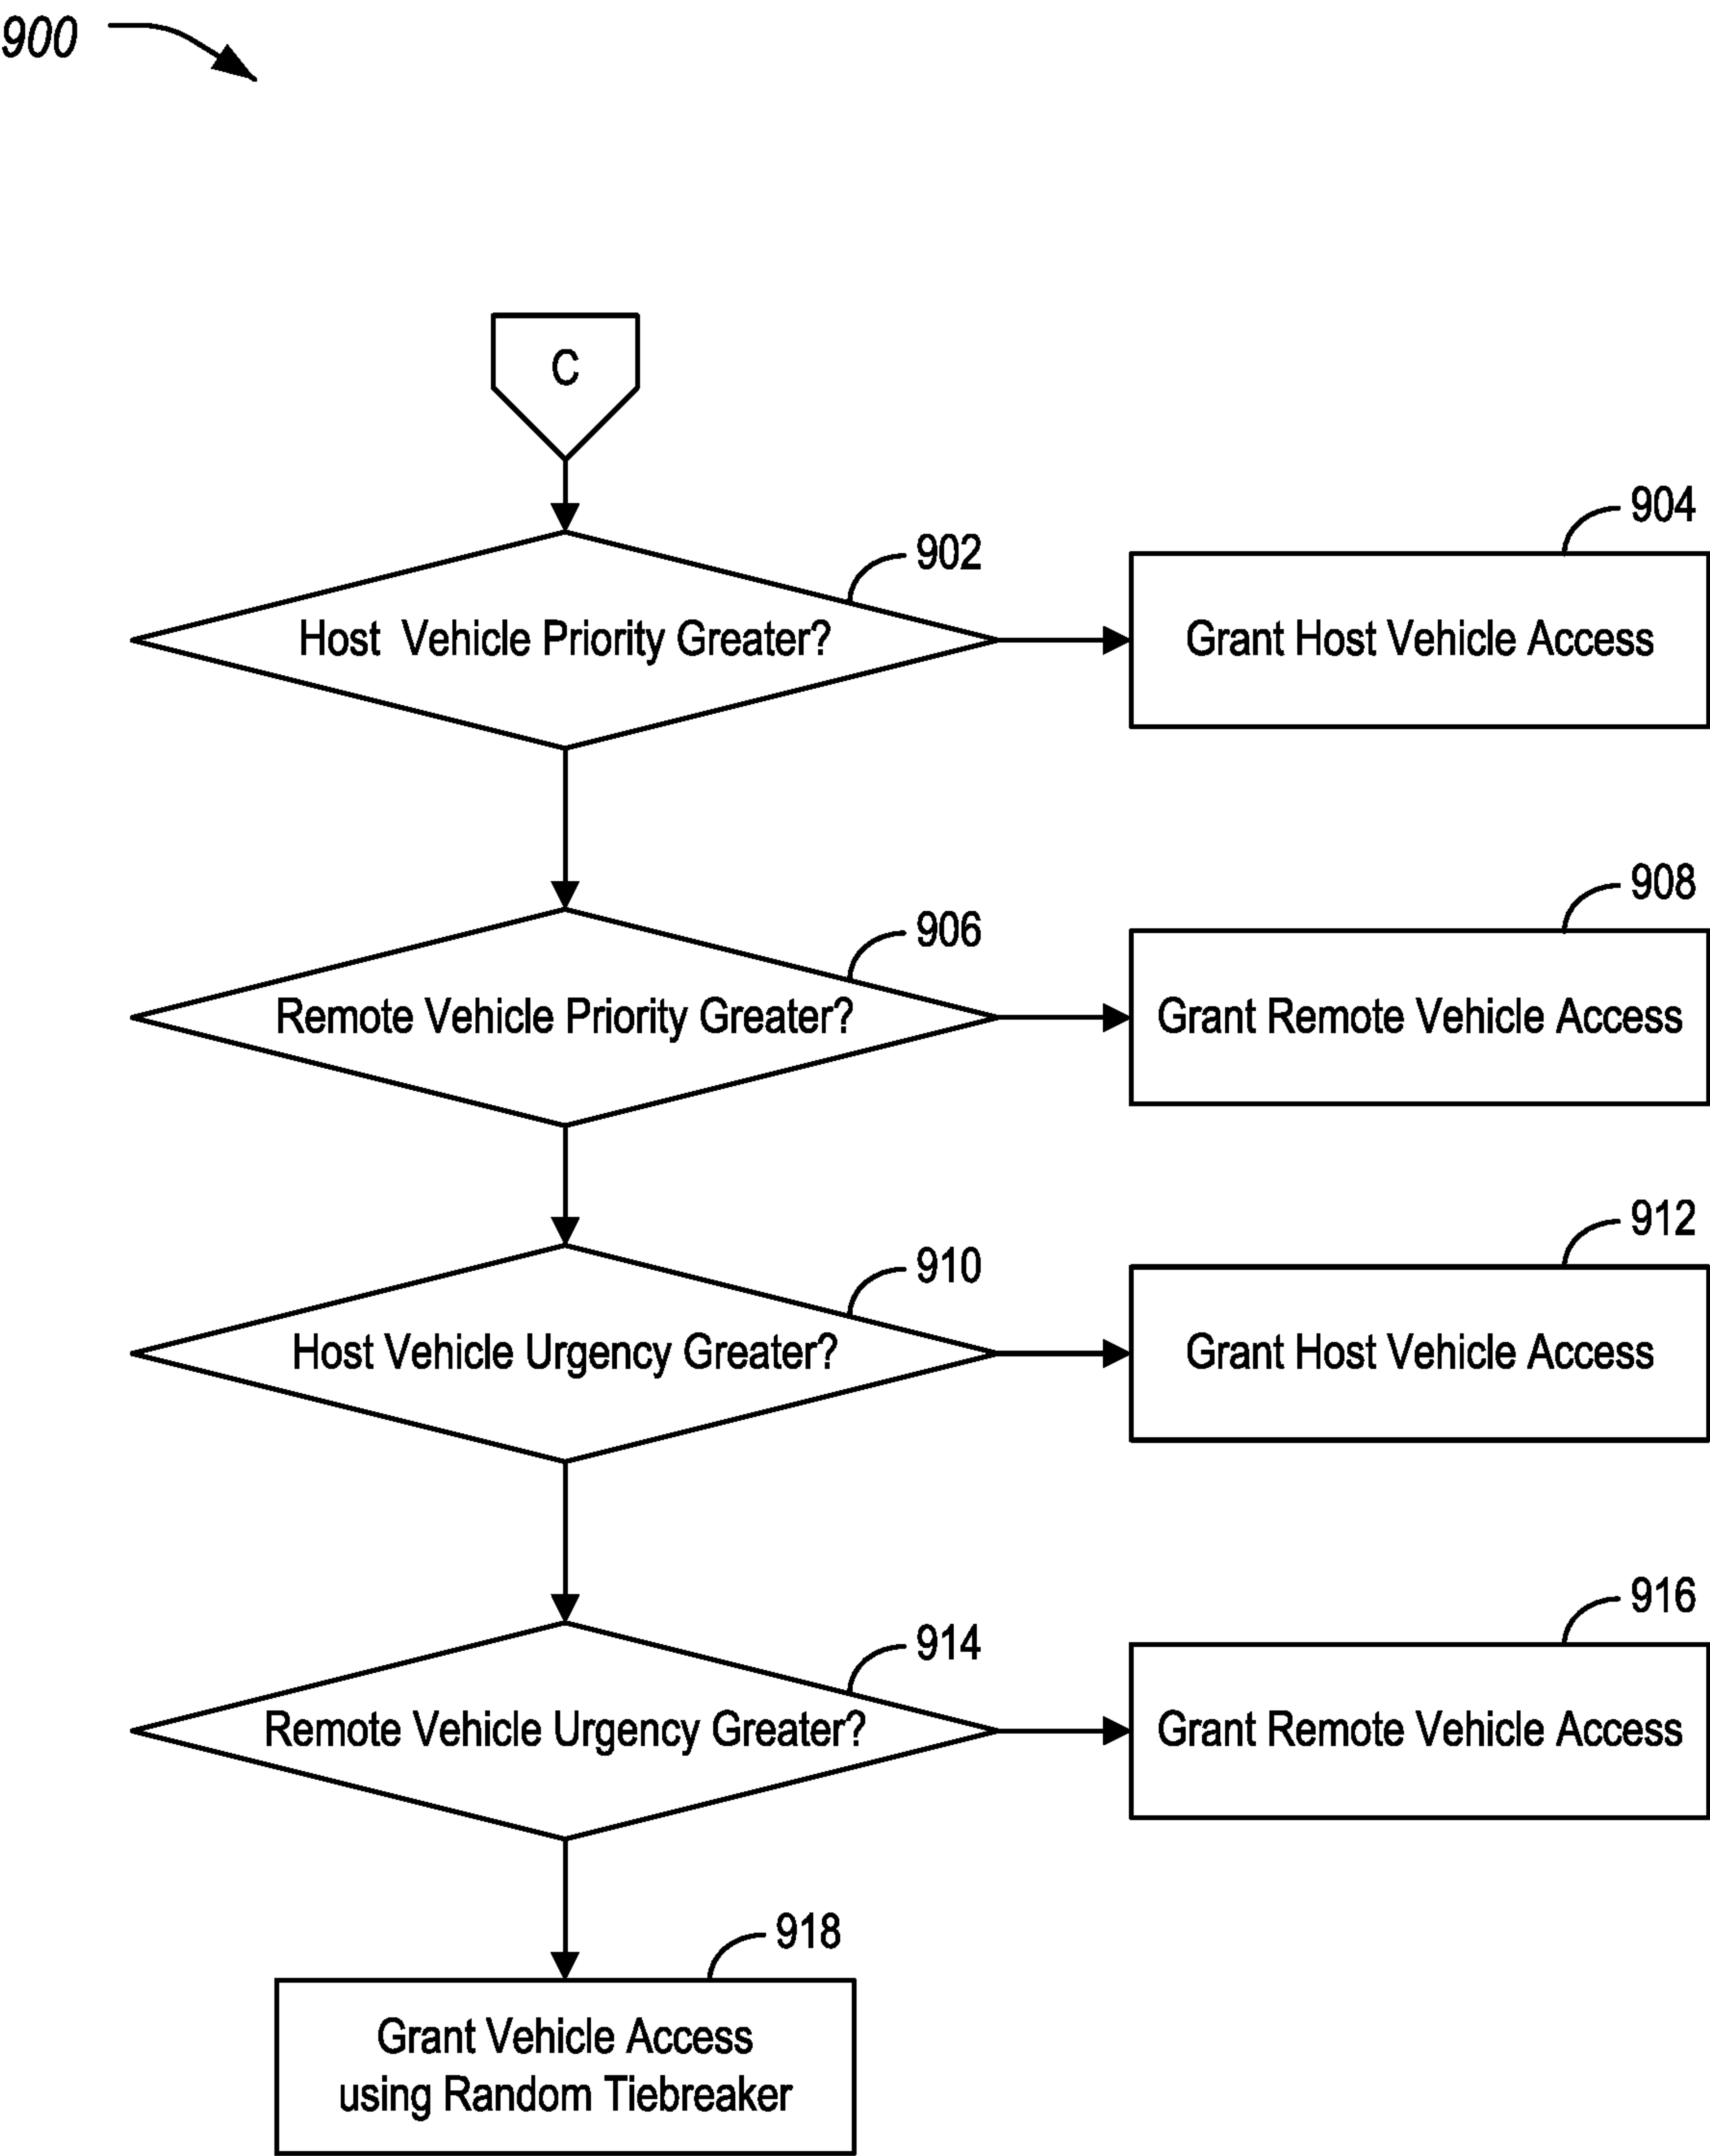 900
C
902
Host Vehicle Priority Greater?
904
Grant Host Vehicle Access
906
Remote Vehicle Priority Greater?
908
Grant Remote Vehicle Access
910
Host Vehicle Urgency Greater?
912
Grant Host Vehicle Access
914
Remote Vehicle Urgency Greater?
916
Grant Remote Vehicle Access
918
Grant Vehicle Access
using Random Tiebreaker